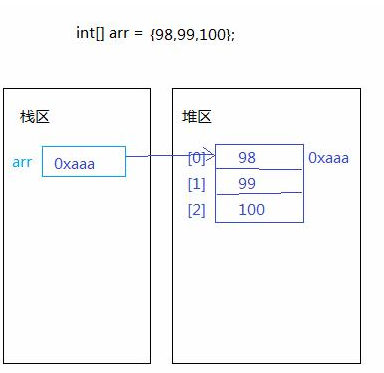 int[] arr = {98,99,100};
栈区
堆区
arr 0xaaa
[0] 98 0xaaa
[1] 99
[2] 100